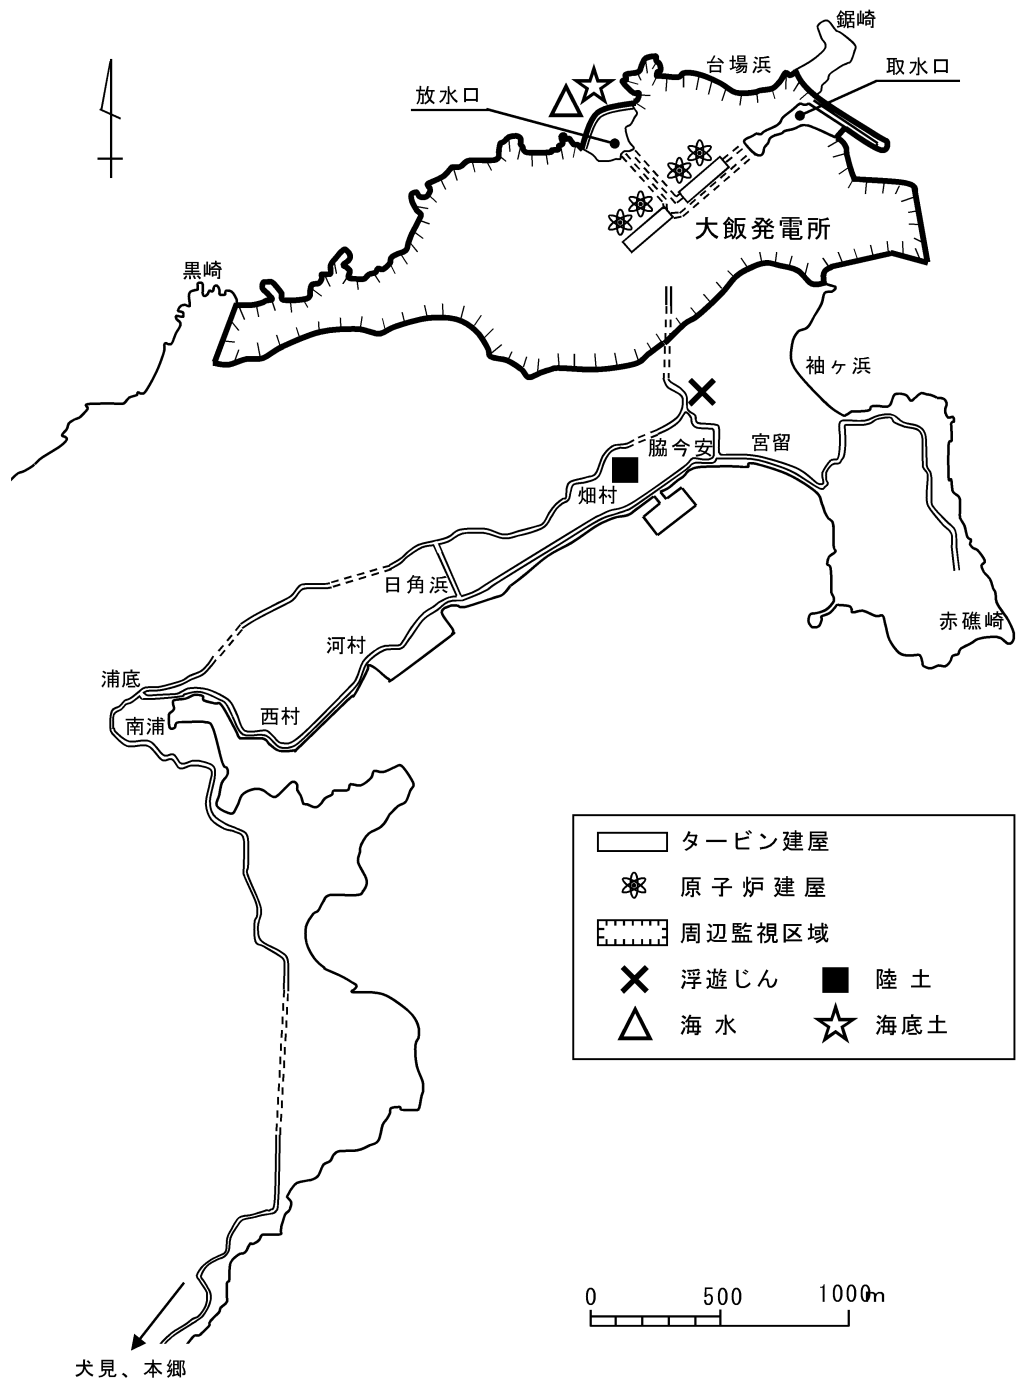 鋸崎
台場浜
取水口
放水口
大飯発電所
黒崎
袖ヶ浜
脇今安
宮留
畑村
日角浜
赤礁崎
河村
浦底
西村
南浦
タービン建屋
原子炉建屋
周辺監視区域
浮遊じん
陸土
海水
海底土
0
500
1000m
犬見、本郷